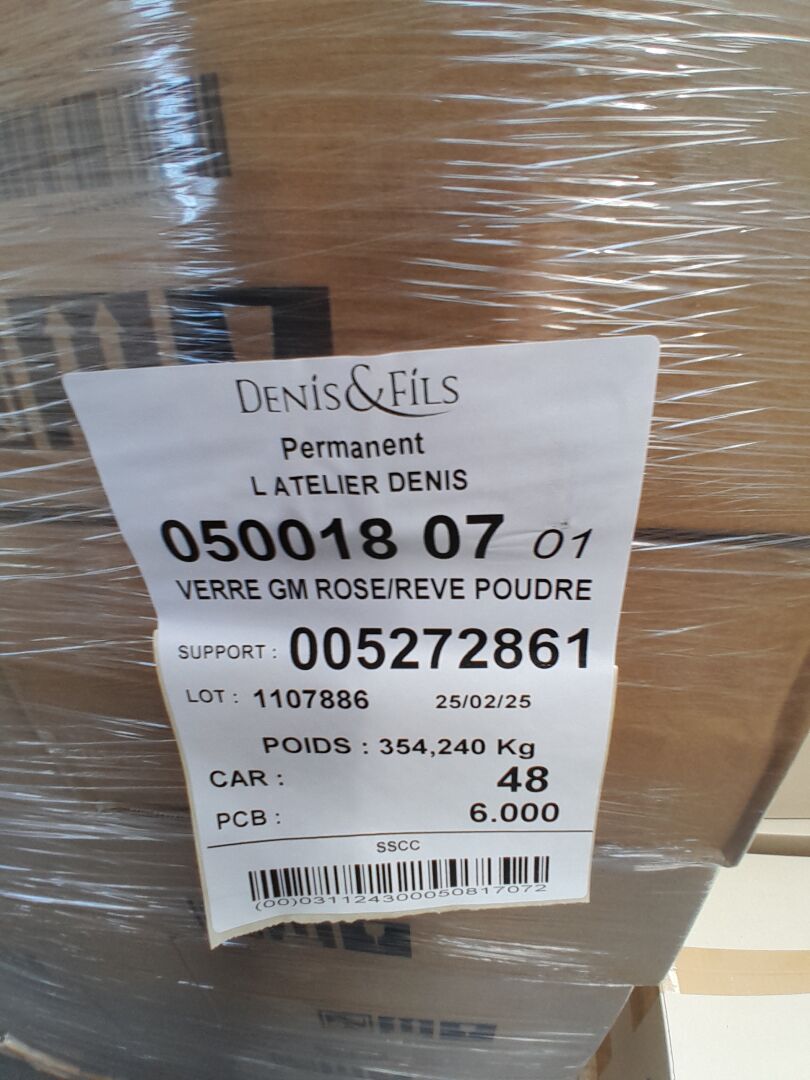 DENIS&FILS
Permanent
L ATELIER DENIS
050018 07 01
VERRE GM ROSE/REVE POUDRE
SUPPORT : 005272861
LOT : 1107886 25/02/25
POIDS : 354,240 Kg
CAR : 48
PCB : 6.000
SSCC
(00)031124300050817072